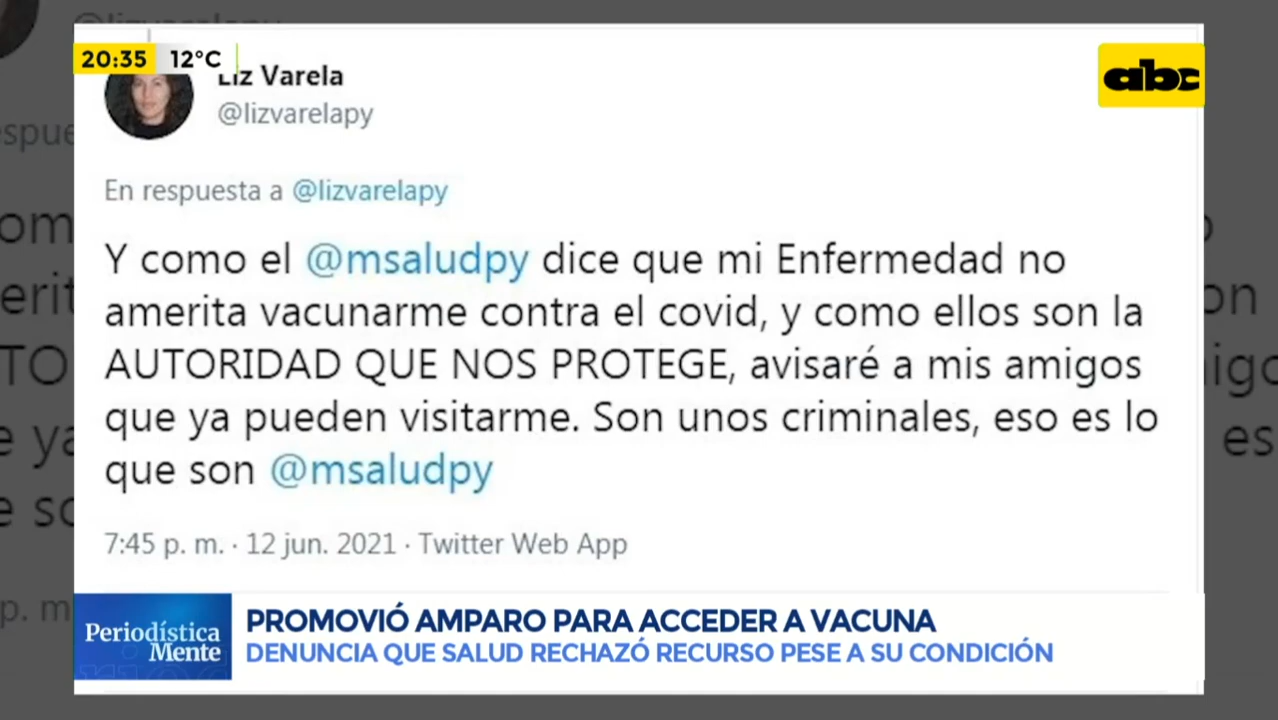 20:35 12°C
abc
Liz Varela
@lizvarelapy
En respuesta a @lizvarelapy
Y como el @msaludpy dice que mi Enfermedad no
amerita vacunarme contra el covid, y como ellos son la
AUTORIDAD QUE NOS PROTEGE, avisaré a mis amigos
que ya pueden visitarme. Son unos criminales, eso es lo
que son @msaludpy
7:45 p. m. · 12 jun. 2021 · Twitter Web App
Periodística
Mente
PROMOVIÓ AMPARO PARA ACCEDER A VACUNA
DENUNCIA QUE SALUD RECHAZÓ RECURSO PESE A SU CONDICIÓN